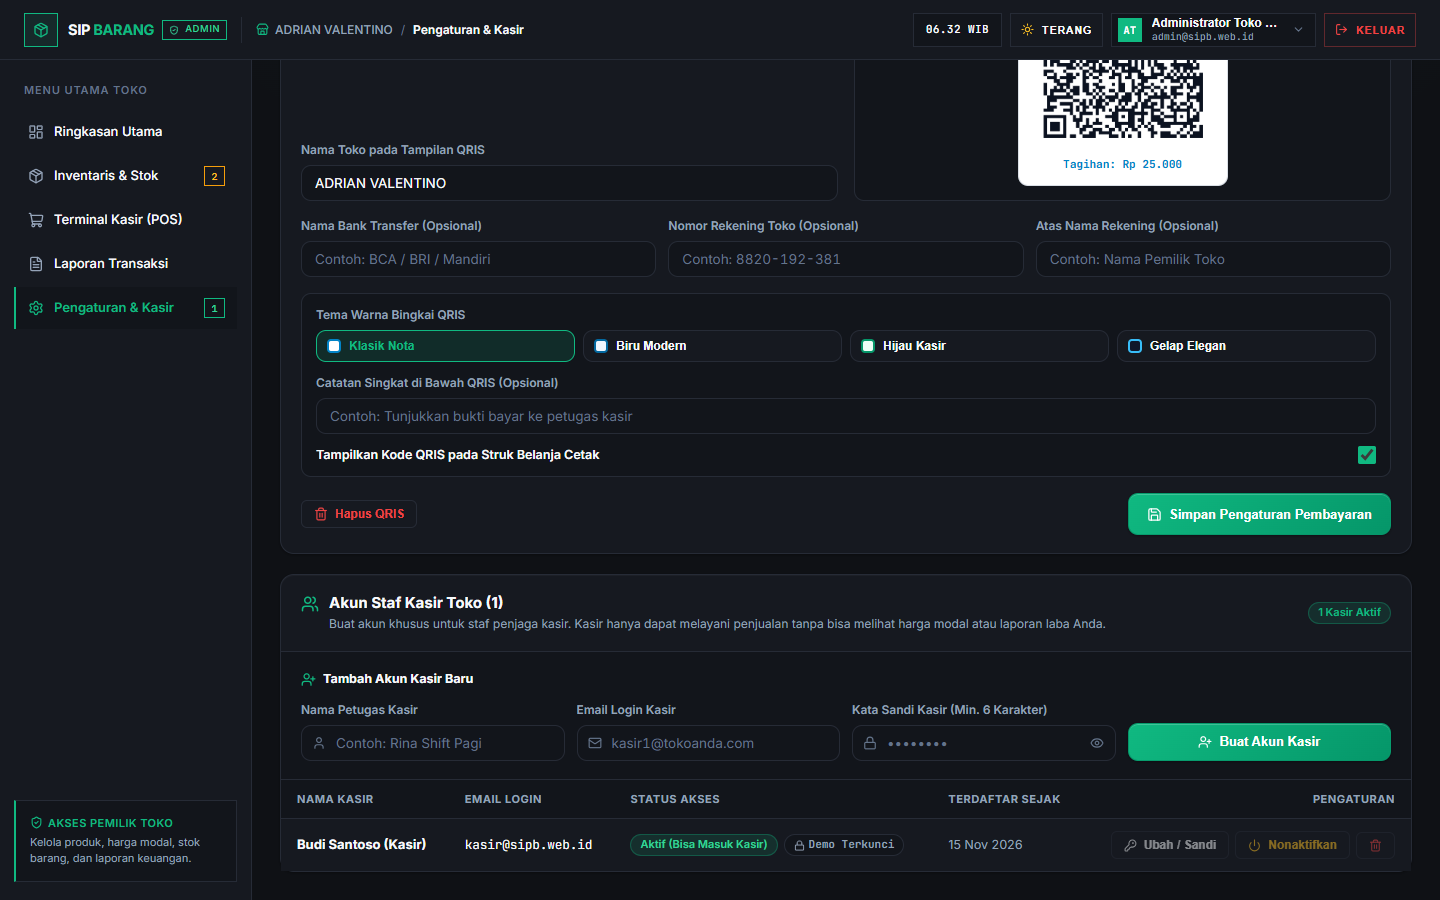 SIP BARANG
ADMIN
ADRIAN VALENTINO / Pengaturan & Kasir
06.32 WIB
TERANG
AT
Administrator Toko ...
admin@sipb.web.id
KELUAR
MENU UTAMA TOKO
Ringkasan Utama
Inventaris & Stok
2
Terminal Kasir (POS)
Laporan Transaksi
Pengaturan & Kasir
1
AKSES PEMILIK TOKO
Kelola produk, harga modal, stok
barang, dan laporan keuangan.
Tagihan: Rp 25.000
Nama Toko pada Tampilan QRIS
ADRIAN VALENTINO
Nama Bank Transfer (Opsional)
Contoh: BCA / BRI / Mandiri
Nomor Rekening Toko (Opsional)
Contoh: 8820-192-381
Atas Nama Rekening (Opsional)
Contoh: Nama Pemilik Toko
Tema Warna Bingkai QRIS
Klasik Nota
Biru Modern
Hijau Kasir
Gelap Elegan
Catatan Singkat di Bawah QRIS (Opsional)
Contoh: Tunjukkan bukti bayar ke petugas kasir
Tampilkan Kode QRIS pada Struk Belanja Cetak
Hapus QRIS
Simpan Pengaturan Pembayaran
Akun Staf Kasir Toko (1)
Buat akun khusus untuk staf penjaga kasir. Kasir hanya dapat melayani penjualan tanpa bisa melihat harga modal atau laporan laba Anda.
1 Kasir Aktif
Tambah Akun Kasir Baru
Nama Petugas Kasir
Contoh: Rina Shift Pagi
Email Login Kasir
kasir1@tokoanda.com
Kata Sandi Kasir (Min. 6 Karakter)
••••••••
Buat Akun Kasir
NAMA KASIR
EMAIL LOGIN
STATUS AKSES
TERDAFTAR SEJAK
PENGATURAN
Budi Santoso (Kasir)
kasir@sipb.web.id
Aktif (Bisa Masuk Kasir)
Demo Terkunci
15 Nov 2026
Ubah / Sandi
Nonaktifkan